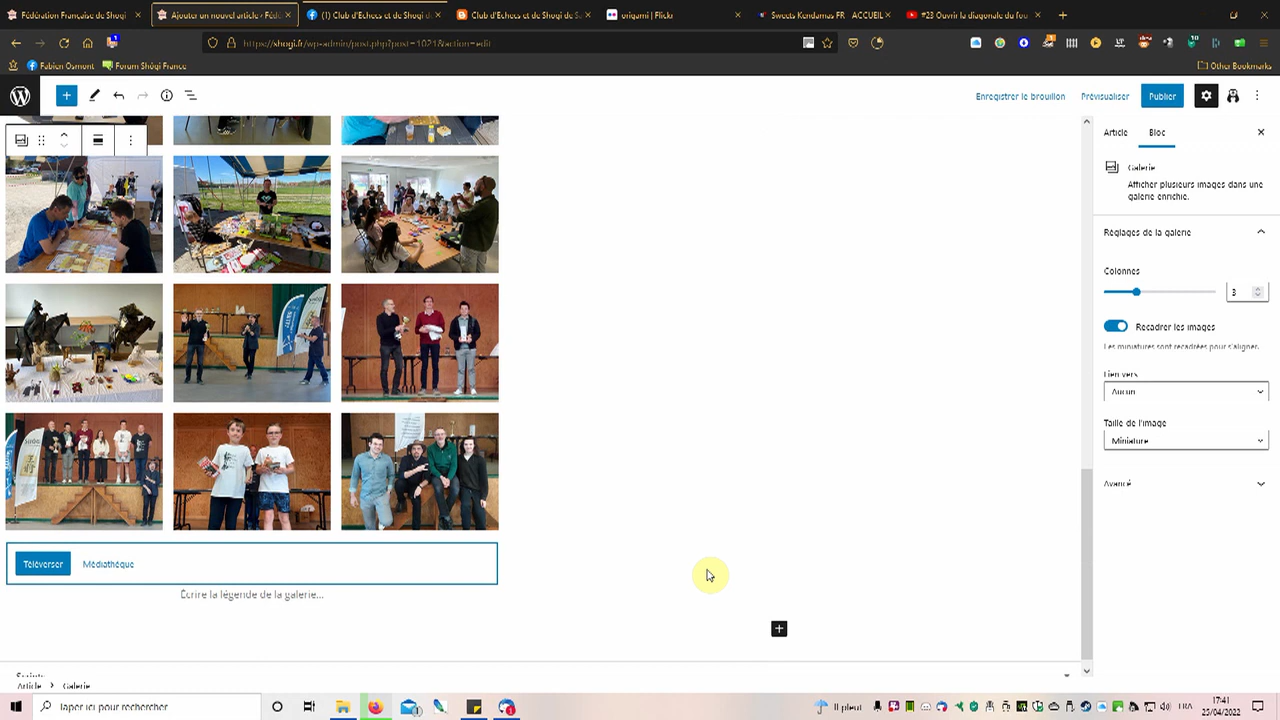 Fédération Française de Shogi
Ajouter un nouvel article ‹ Fédé
(1) Club d'Echecs et de Shogi d
Club d'Echecs et de Shogi de S
origami | Flickr
Sweets Kendamas FR ACCUEIL
#23 Ouvrir la diagonale du fou
https://shogi.fr/wp-admin/post.php?post=1021&action=edit
Fabien Osmont
Forum Shōgi France
Other Bookmarks
Enregistrer le brouillon
Prévisualiser
Publier
Article
Bloc
Galerie
Afficher plusieurs images dans une
galerie enrichie.
Réglages de la galerie
Colonnes
3
Recadrer les images
Les miniatures sont recadrées pour s'aligner.
Lien vers
Aucun
Taille de l'image
Miniature
Avancé
Téléverser
Médiathèque
Écrire la légende de la galerie...
Scripts
Article
Galerie
Taper ici pour rechercher
Il pleut
FRA
17:41
25/04/2022